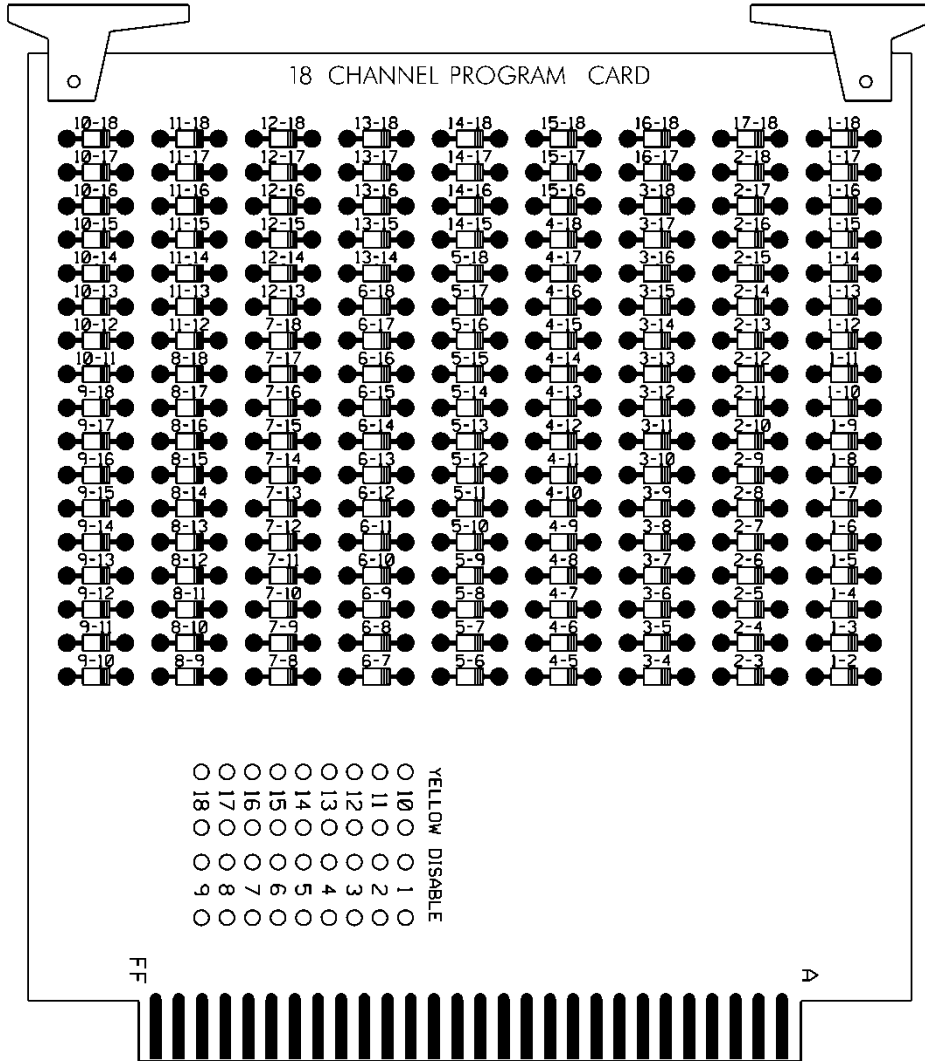 18 CHANNEL PROGRAM CARD
10-18 11-18 12-18 13-18 14-18 15-18 16-18 17-18 1-18
10-17 11-17 12-17 13-17 14-17 15-17 16-17 2-18 1-17
10-16 11-16 12-16 13-16 14-16 15-16 3-18 2-17 1-16
10-15 11-15 12-15 13-15 14-15 4-18 3-17 2-16 1-15
10-14 11-14 12-14 13-14 5-18 4-17 3-16 2-15 1-14
10-13 11-13 12-13 6-18 5-17 4-16 3-15 2-14 1-13
10-12 11-12 7-18 6-17 5-16 4-15 3-14 2-13 1-12
10-11 8-18 7-17 6-16 5-15 4-14 3-13 2-12 1-11
9-18 8-17 7-16 6-15 5-14 4-13 3-12 2-11 1-10
9-17 8-16 7-15 6-14 5-13 4-12 3-11 2-10 1-9
9-16 8-15 7-14 6-13 5-12 4-11 3-10 2-9 1-8
9-15 8-14 7-13 6-12 5-11 4-10 3-9 2-8 1-7
9-14 8-13 7-12 6-11 5-10 4-9 3-8 2-7 1-6
9-13 8-12 7-11 6-10 5-9 4-8 3-7 2-6 1-5
9-12 8-11 7-10 6-9 5-8 4-7 3-6 2-5 1-4
9-11 8-10 7-9 6-8 5-7 4-6 3-5 2-4 1-3
9-10 8-9 7-8 6-7 5-6 4-5 3-4 2-3 1-2
YELLOW DISABLE
10 1
11 2
12 3
13 4
14 5
15 6
16 7
17 8
18 9
FF A